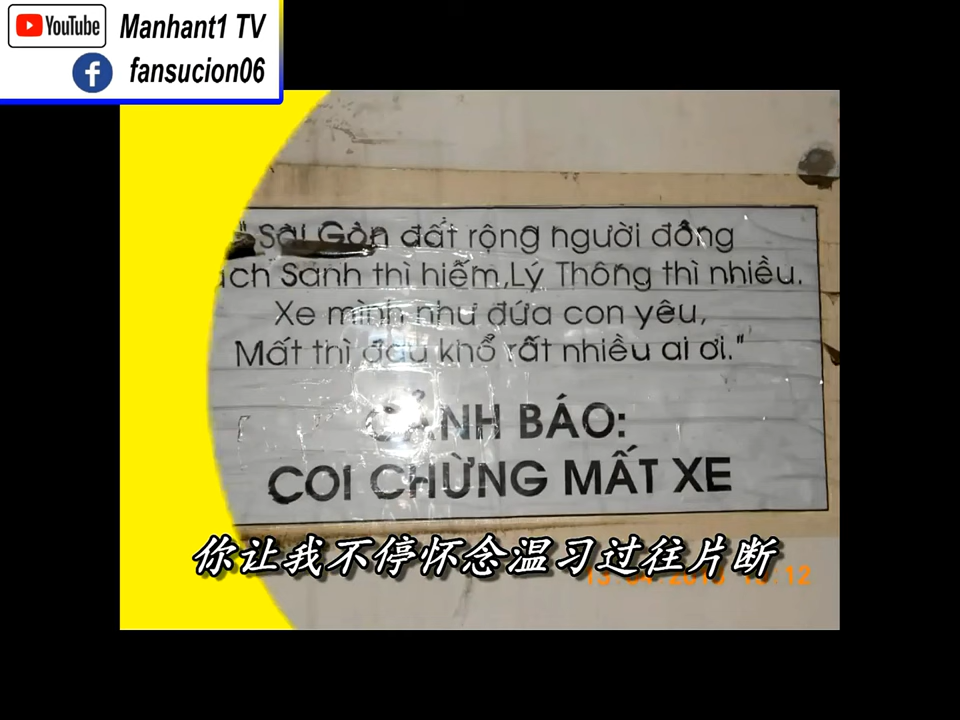 YouTube Manhant1 TV
fansucion06
" Sài Gòn đất rộng người đông
ách Sanh thì hiếm,Lý Thông thì nhiều.
Xe mình như đứa con yêu,
Mất thì đau khổ rất nhiều ai ơi."
CẢNH BÁO:
COI CHỪNG MẤT XE
你让我不停怀念温习过往片断